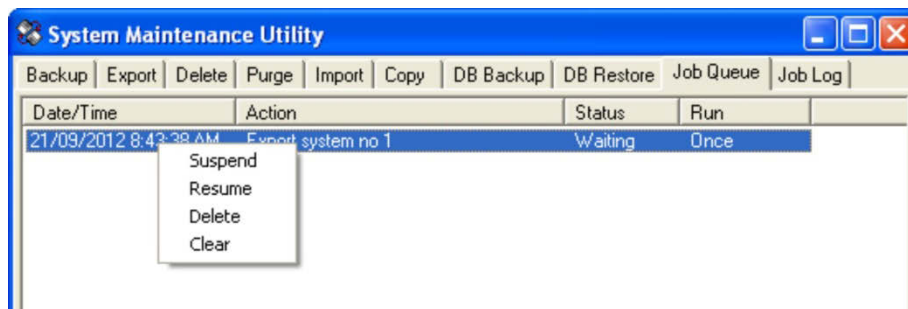 System Maintenance Utility
Backup Export Delete Purge Import Copy DB Backup DB Restore Job Queue Job Log
Date/Time Action Status Run
21/09/2012 8:43:38 AM Export system no 1 Waiting Once
Suspend
Resume
Delete
Clear